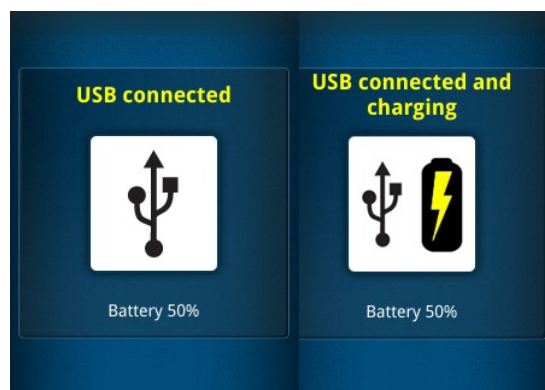 USB connected
Battery 50%
USB connected and
charging
Battery 50%